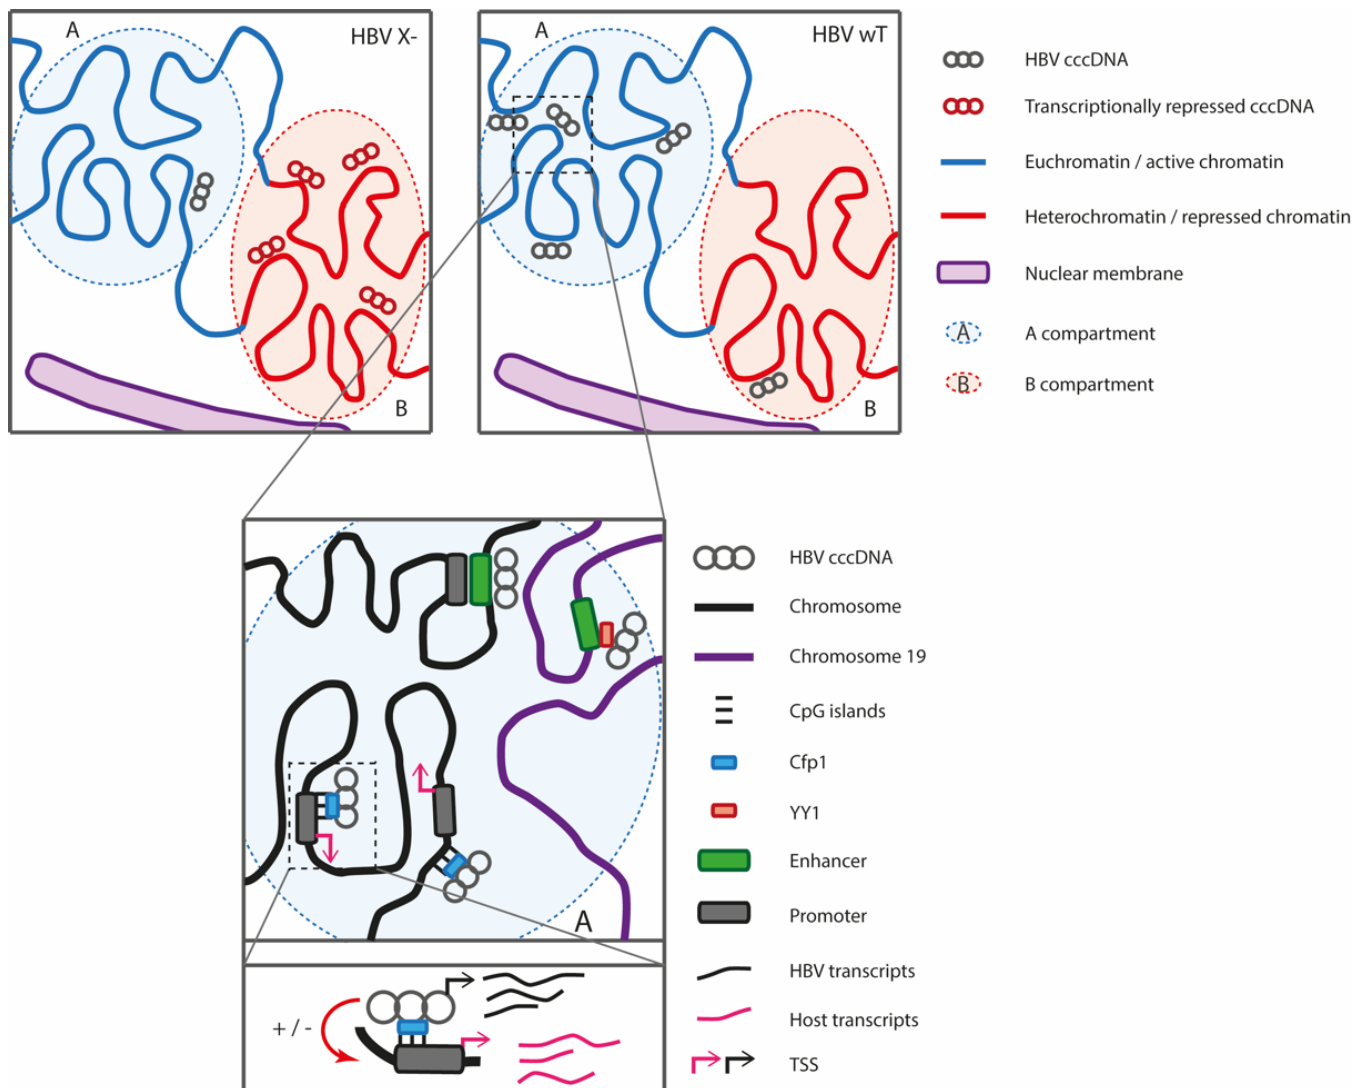 A
HBV X-
B
A
HBV wT
B
HBV cccDNA
Transcriptionally repressed cccDNA
Euchromatin / active chromatin
Heterochromatin / repressed chromatin
Nuclear membrane
A A compartment
B B compartment
A
HBV cccDNA
Chromosome
Chromosome 19
CpG islands
Cfp1
YY1
Enhancer
Promoter
HBV transcripts
Host transcripts
TSS
+ / -